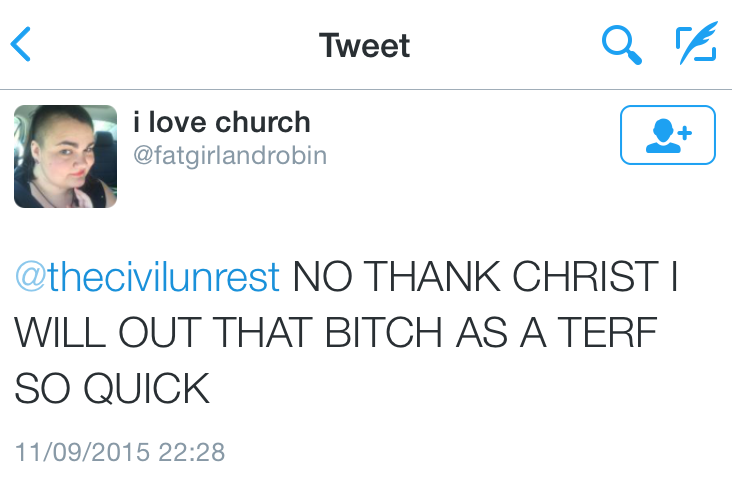 Tweet
i love church
@fatgirlandrobin
@thecivilunrest NO THANK CHRIST I
WILL OUT THAT BITCH AS A TERF
SO QUICK
11/09/2015 22:28